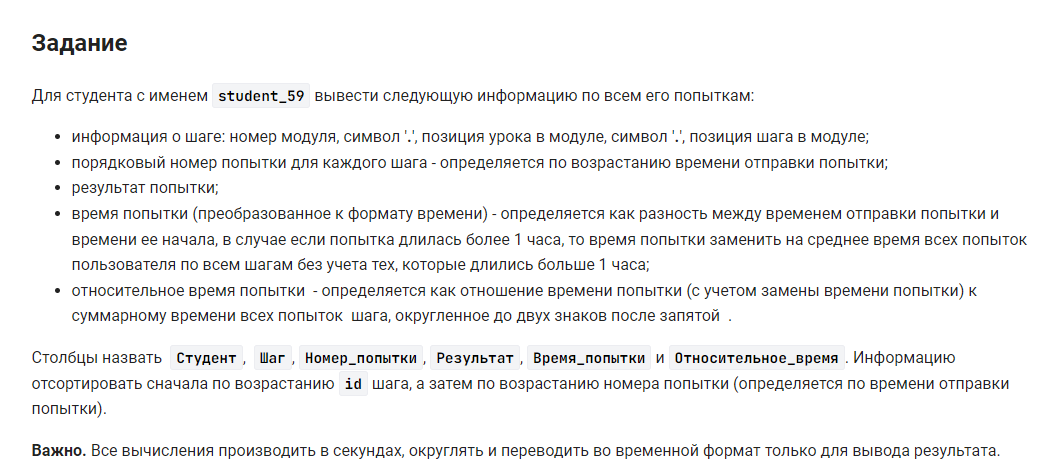 Задание
Для студента с именем student_59 вывести следующую информацию по всем его попыткам:
• информация о шаге: номер модуля, символ '.', позиция урока в модуле, символ '.', позиция шага в модуле;
• порядковый номер попытки для каждого шага - определяется по возрастанию времени отправки попытки;
• результат попытки;
• время попытки (преобразованное к формату времени) - определяется как разность между временем отправки попытки и
времени ее начала, в случае если попытка длилась более 1 часа, то время попытки заменить на среднее время всех попыток
пользователя по всем шагам без учета тех, которые длились больше 1 часа;
• относительное время попытки - определяется как отношение времени попытки (с учетом замены времени попытки) к
суммарному времени всех попыток шага, округленное до двух знаков после запятой .
Столбцы назвать Студент, Шаг, Номер_попытки, Результат, Время_попытки и Относительное_время. Информацию
отсортировать сначала по возрастанию id шага, а затем по возрастанию номера попытки (определяется по времени отправки
попытки).
Важно. Все вычисления производить в секундах, округлять и переводить во временной формат только для вывода результата.